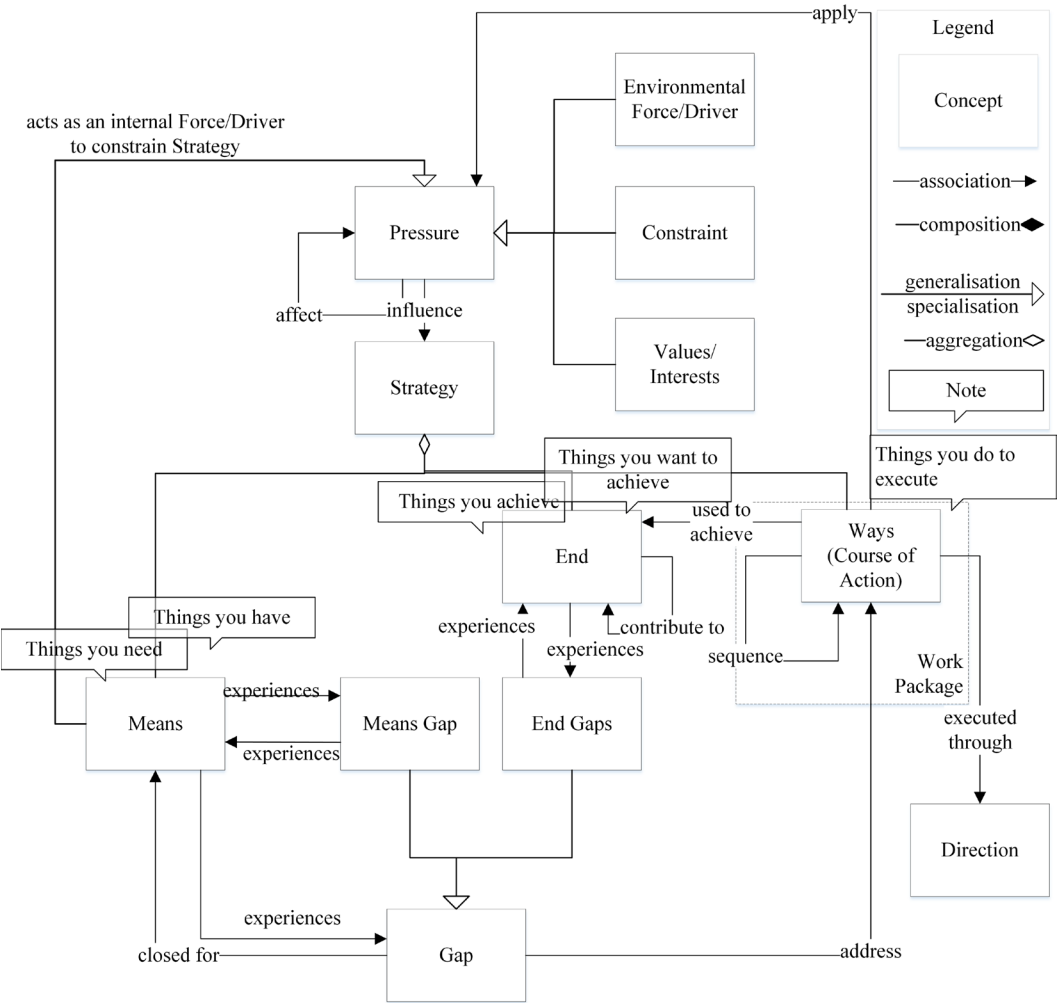 apply
Legend
Environmental
Force/Driver
Concept
acts as an internal Force/Driver
to constrain Strategy
association
Pressure
Constraint
composition
generalisation
specialisation
affect
influence
aggregation
Values/
Interests
Strategy
Note
Things you want to
achieve
Things you do to
execute
Things you achieve
used to
achieve
End
Ways
(Course of
Action)
Things you have
experiences
contribute to
Things you need
experiences
sequence
Work
Package
experiences
Means
Means Gap
End Gaps
executed
through
experiences
Direction
experiences
closed for
Gap
address